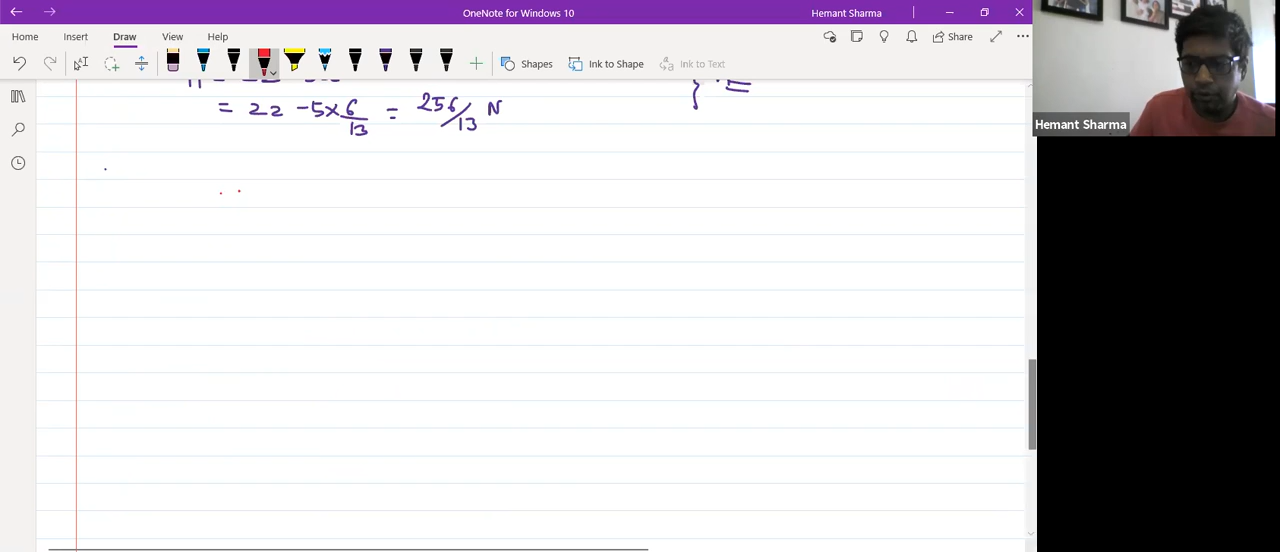 OneNote for Windows 10
Hemant Sharma
Home Insert Draw View Help
Share
Shapes Ink to Shape Ink to Text
= 22 - 5 × 6/13 = 256/13 N
Hemant Sharma